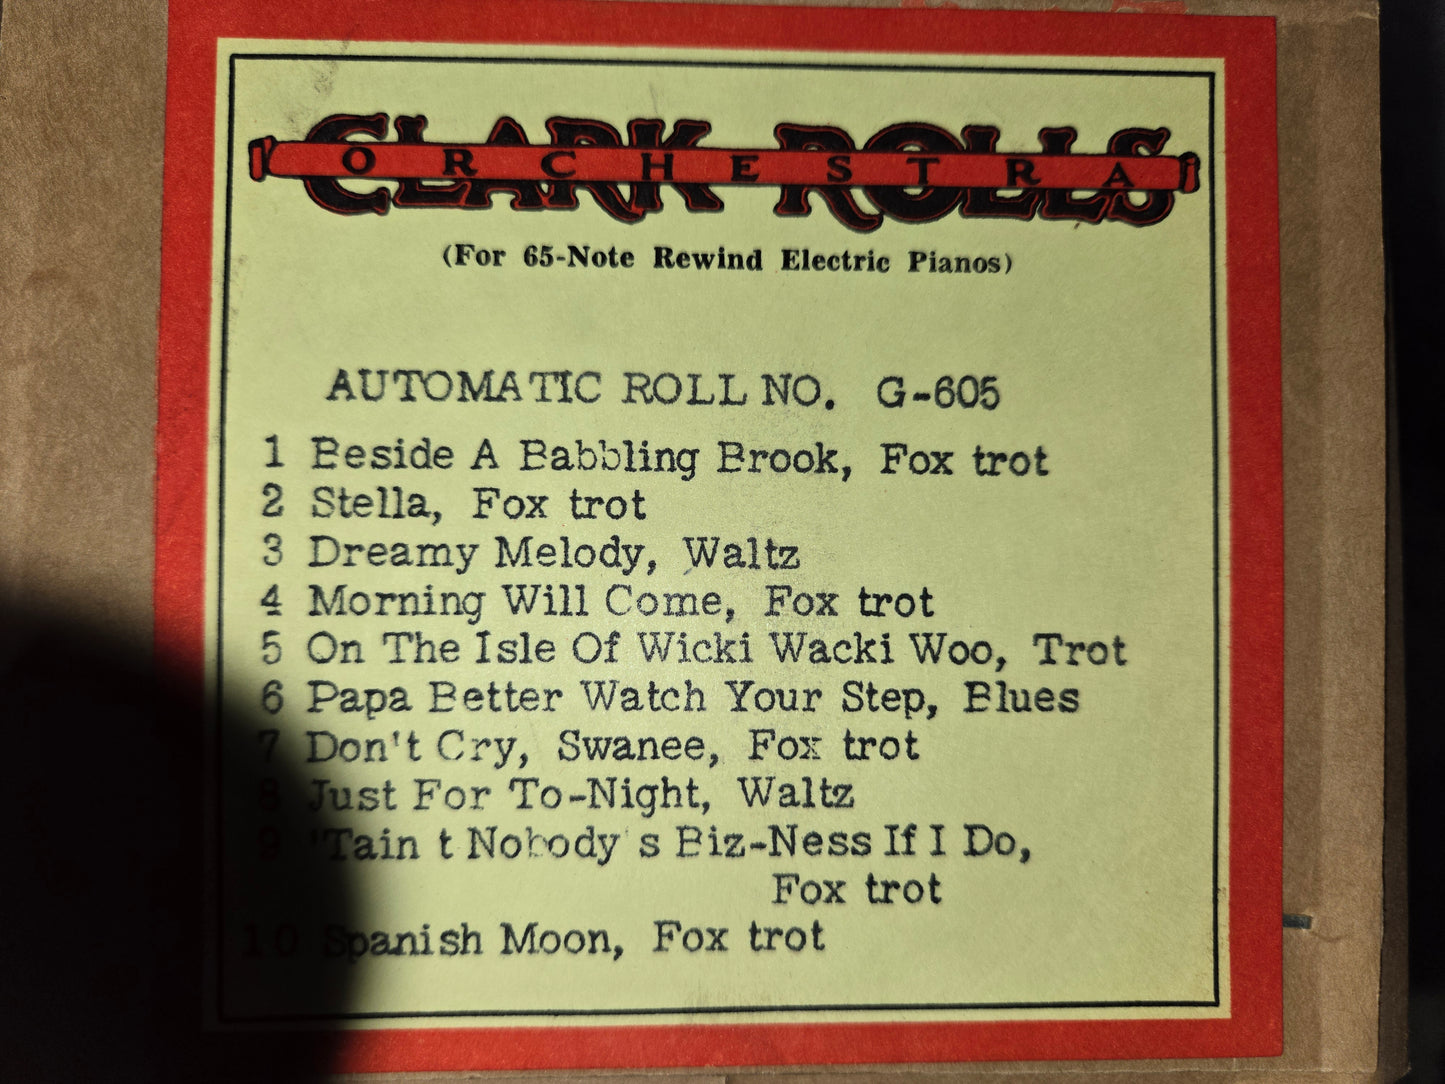 CLARK ROLLS
ORCHESTRA
(For 65-Note Rewind Electric Pianos)
AUTOMATIC ROLL NO. G-605
1 Beside A Babbling Brook, Fox trot
2 Stella, Fox trot
3 Dreamy Melody, Waltz
4 Morning Will Come, Fox trot
5 On The Isle Of Wicki Wacki Woo, Trot
6 Papa Better Watch Your Step, Blues
7 Don't Cry, Swanee, Fox trot
8 Just For To-Night, Waltz
9 'Tain t Nobody's Biz-Ness If I Do,
Fox trot
10 Spanish Moon, Fox trot